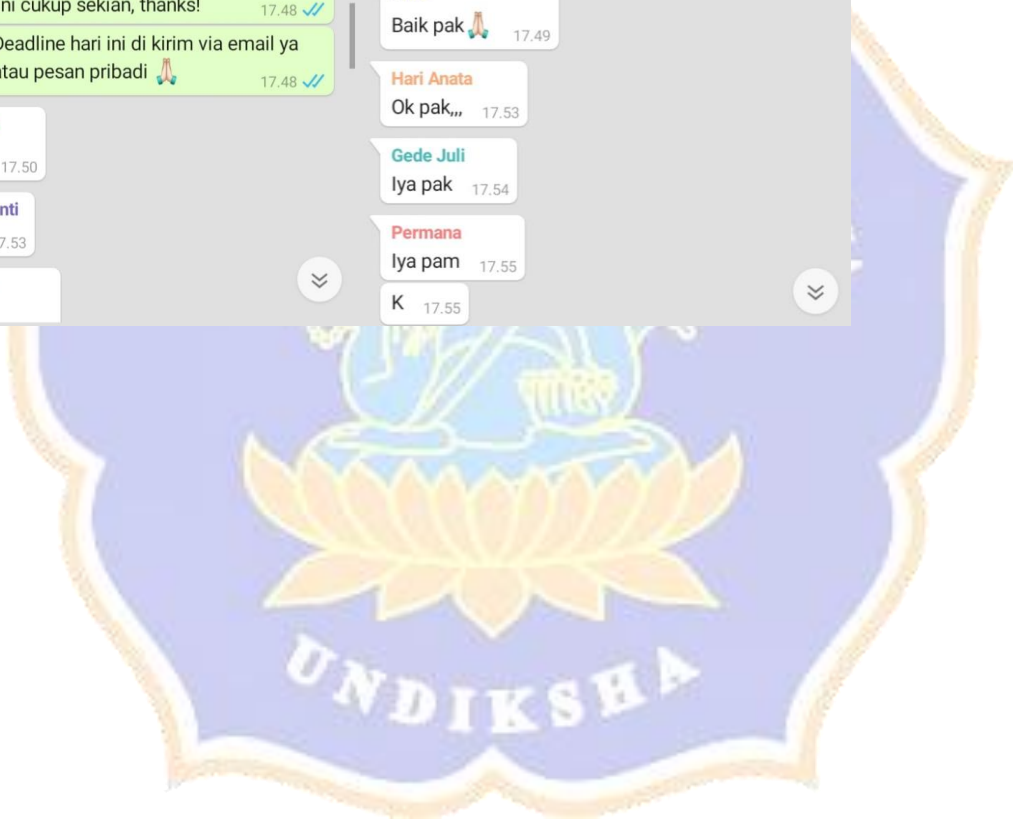 ni cukup sekian, thanks!
17.48
Deadline hari ini di kirim via email ya
atau pesan pribadi 🙏🏻
17.48
17.50
nti
7.53
Baik pak🙏🏻 17.49
Hari Anata
Ok pak,,, 17.53
Gede Juli
Iya pak 17.54
Permana
Iya pam 17.55
K 17.55
UNDIKSHA